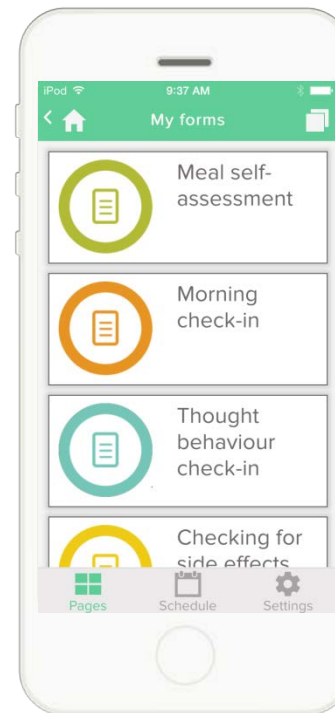 iPod 9:37 AM
My forms
Meal self-
assessment
Morning
check-in
Thought
behaviour
check-in
Checking for
side effects
Pages Schedule Settings